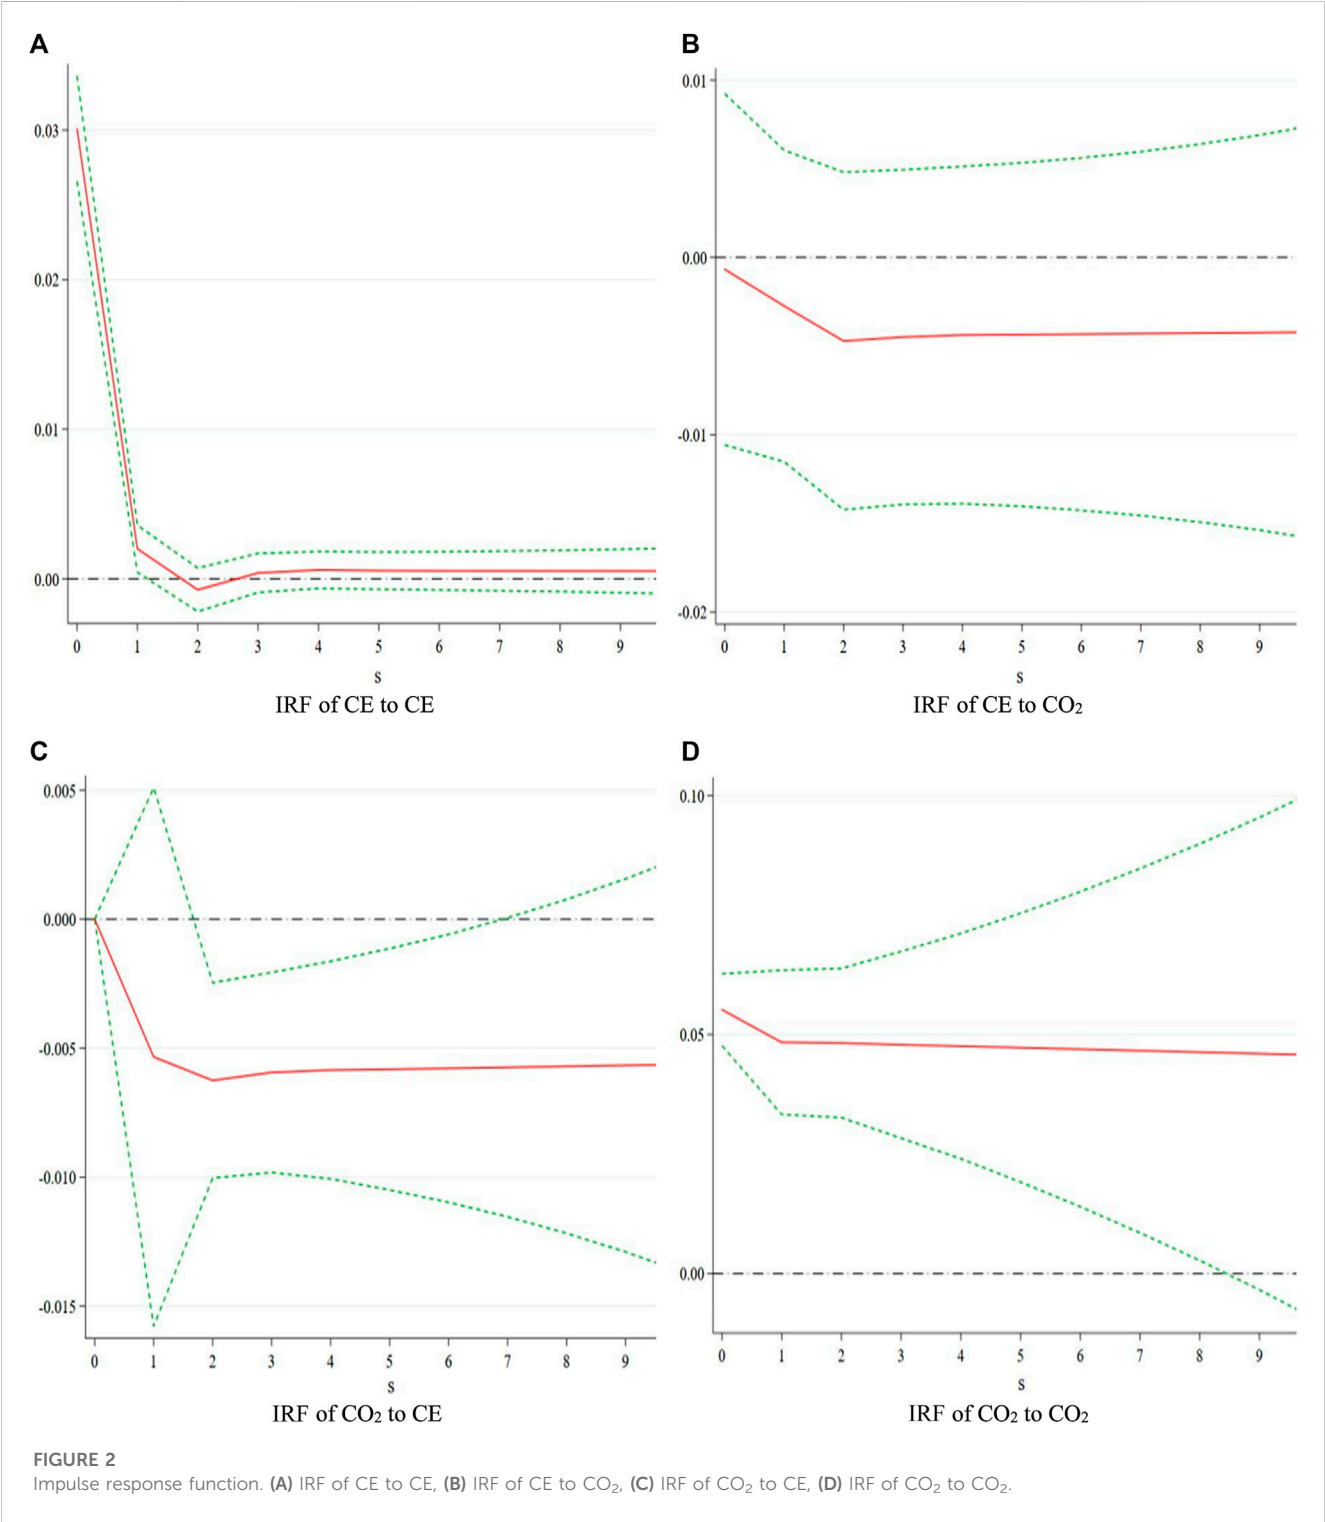 A
0.03
0.02
0.01
0.00
0 1 2 3 4 5 6 7 8 9
s
IRF of CE to CE
B
0.01
0.00
-0.01
-0.02
0 1 2 3 4 5 6 7 8 9
s
IRF of CE to CO₂
C
0.005
0.000
-0.005
-0.010
-0.015
0 1 2 3 4 5 6 7 8 9
s
IRF of CO₂ to CE
D
0.10
0.05
0.00
0 1 2 3 4 5 6 7 8 9
s
IRF of CO₂ to CO₂
FIGURE 2
Impulse response function. (A) IRF of CE to CE, (B) IRF of CE to CO₂, (C) IRF of CO₂ to CE, (D) IRF of CO₂ to CO₂.